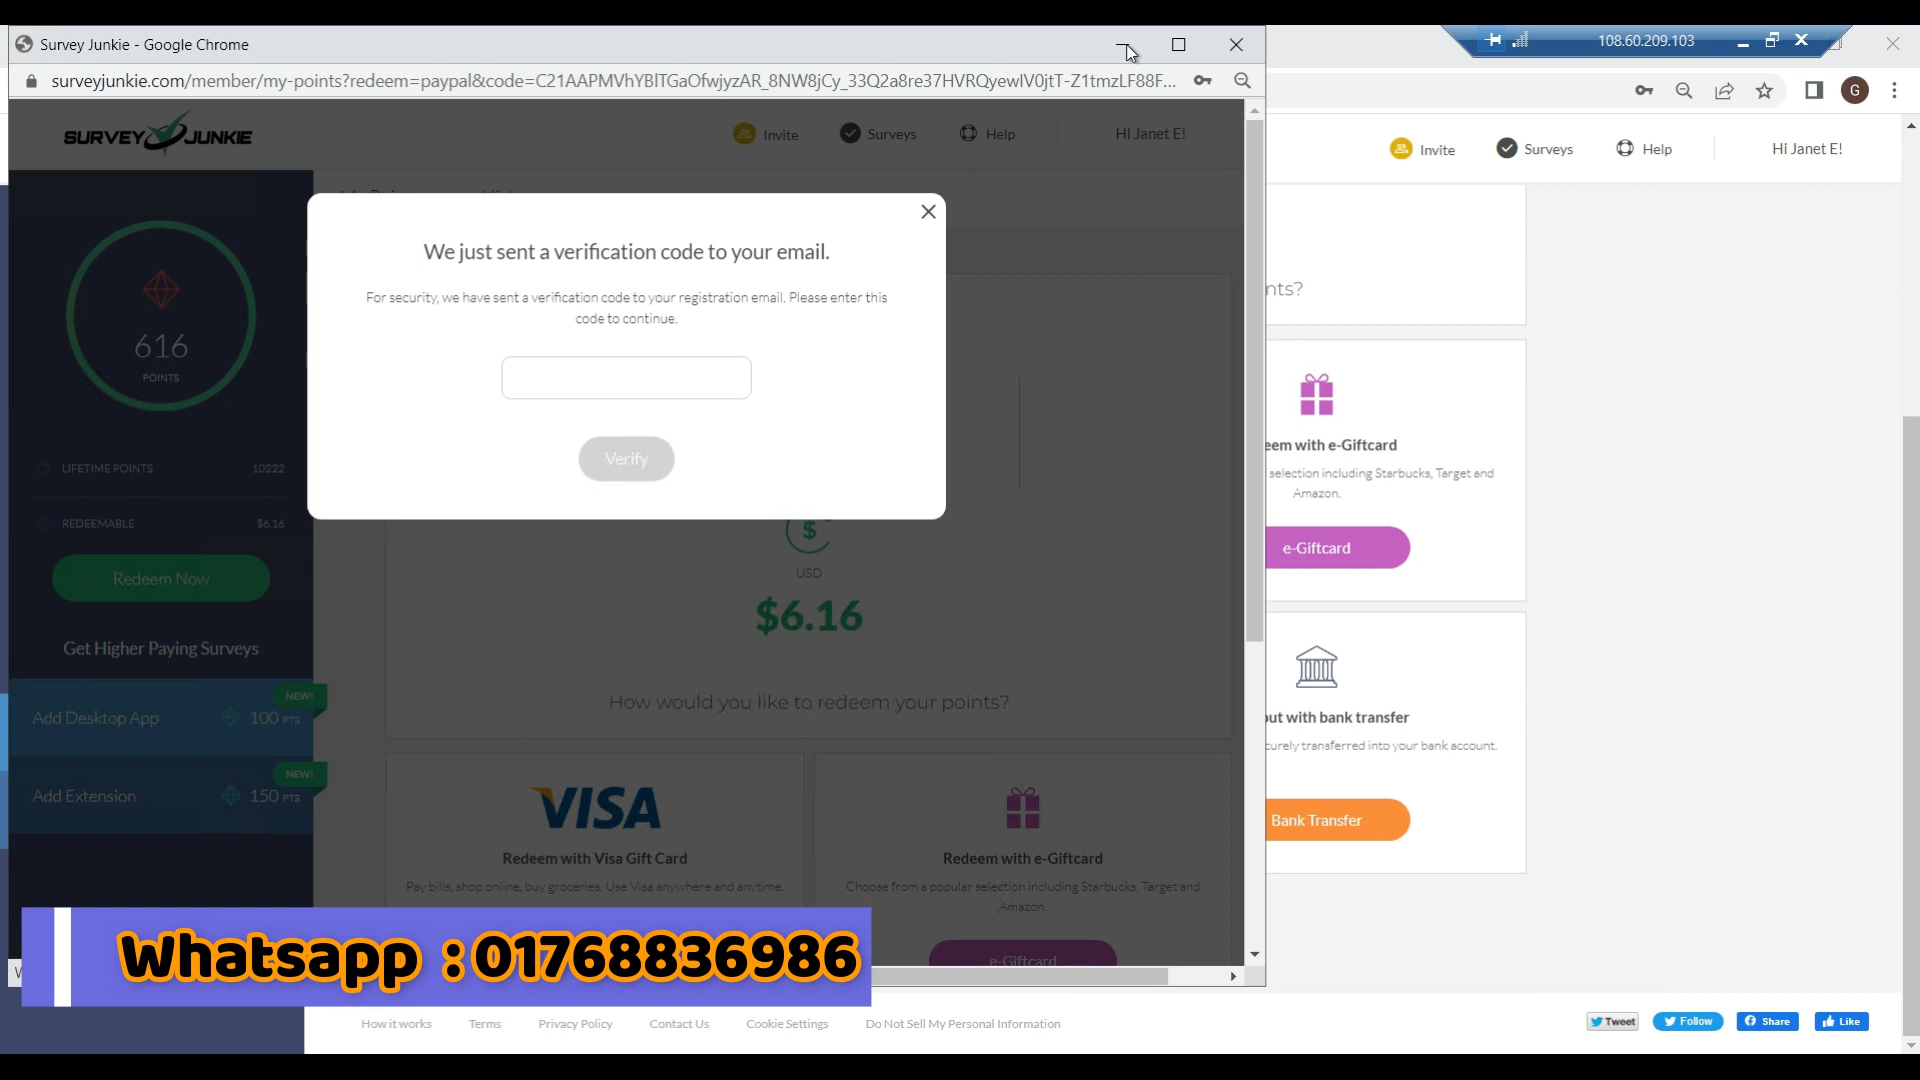 Survey Junkie - Google Chrome
108.60.209.103
surveyjunkie.com/member/my-points?redeem=paypal&code=C21AAPMVhYBlTGaOfwjyzAR_8NW8jCy_33Q2a8re37HVRQyewIV0jtT-Z1tmzLF88F...
G
SURVEY JUNKIE
Invite
Surveys
Help
Hi Janet E!
Invite
Surveys
Help
Hi Janet E!
We just sent a verification code to your email.
For security, we have sent a verification code to your registration email. Please enter this
code to continue.
Verify
616
POINTS
LIFETIME POINTS 10222
REDEEMABLE $6.16
Redeem Now
Get Higher Paying Surveys
NEW!
Add Desktop App 100 PTS
NEW!
Add Extension 150 PTS
USD
$6.16
How would you like to redeem your points?
VISA
Redeem with Visa Gift Card
Pay bills, shop online, buy groceries. Use Visa anywhere and anytime.
Redeem with e-Giftcard
Choose from a popular selection including Starbucks, Target and
Amazon.
e-Giftcard
nts?
eem with e-Giftcard
selection including Starbucks, Target and
Amazon.
e-Giftcard
out with bank transfer
curely transferred into your bank account.
Bank Transfer
Whatsapp :01768836986
How it works
Terms
Privacy Policy
Contact Us
Cookie Settings
Do Not Sell My Personal Information
Tweet
Follow
Share
Like